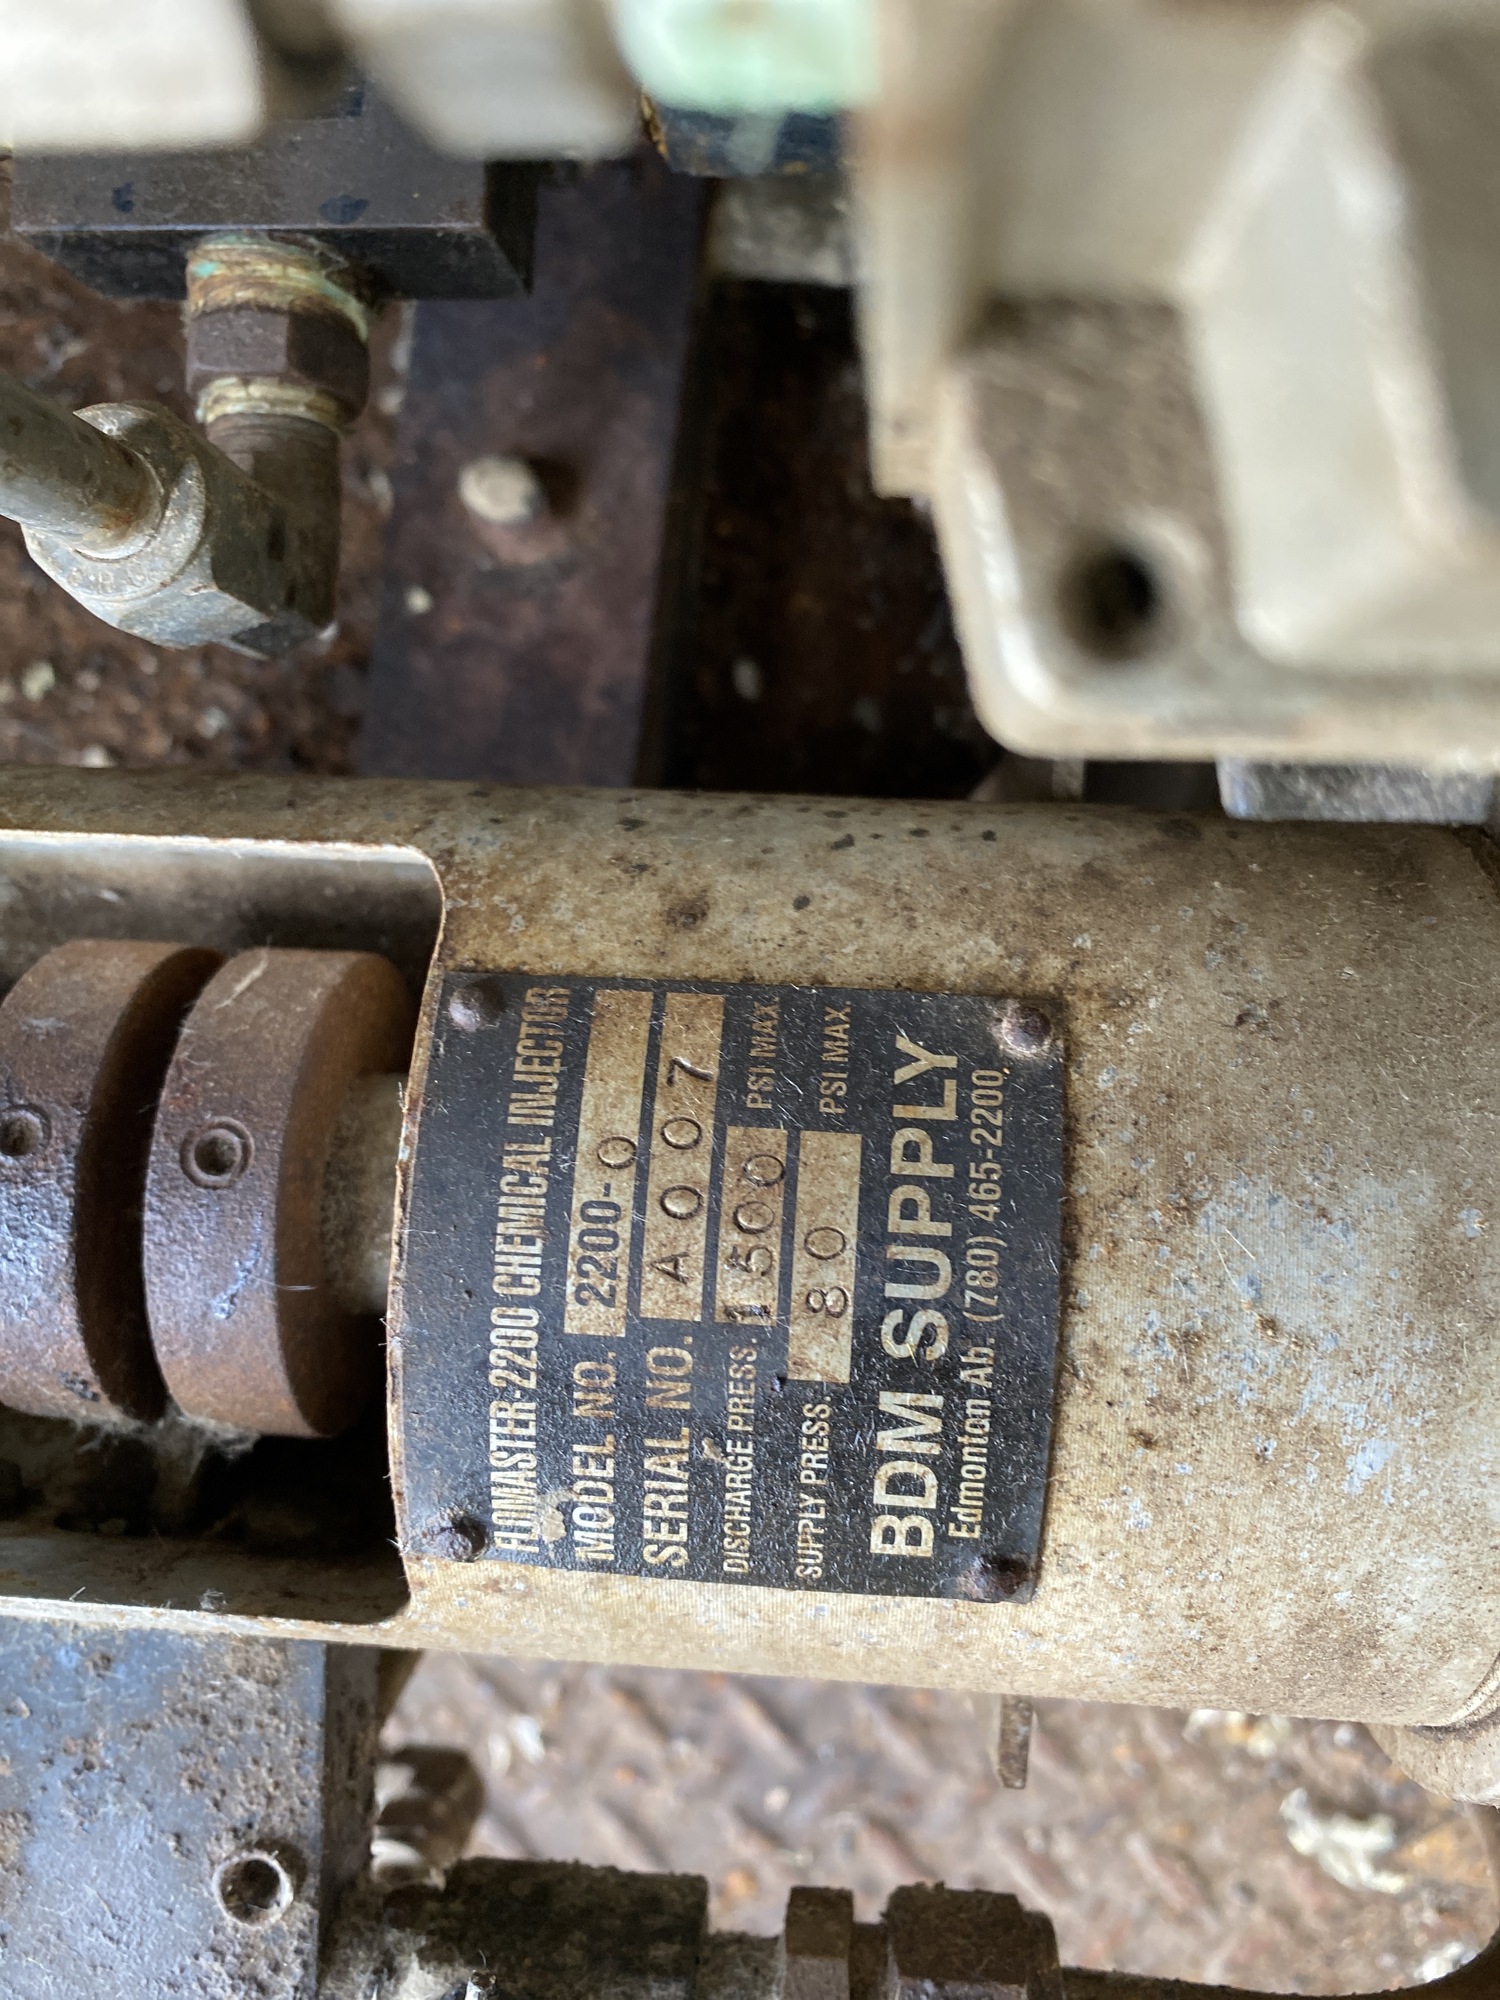 FLOMASTER-2200 CHEMICAL INJECTOR
MODEL NO. 2200-O
SERIAL NO. A007
DISCHARGE PRESS. 1500 PSI MAX.
SUPPLY PRESS. 80 PSI MAX.
BDM SUPPLY
Edmonton Ab. (780) 465-2200